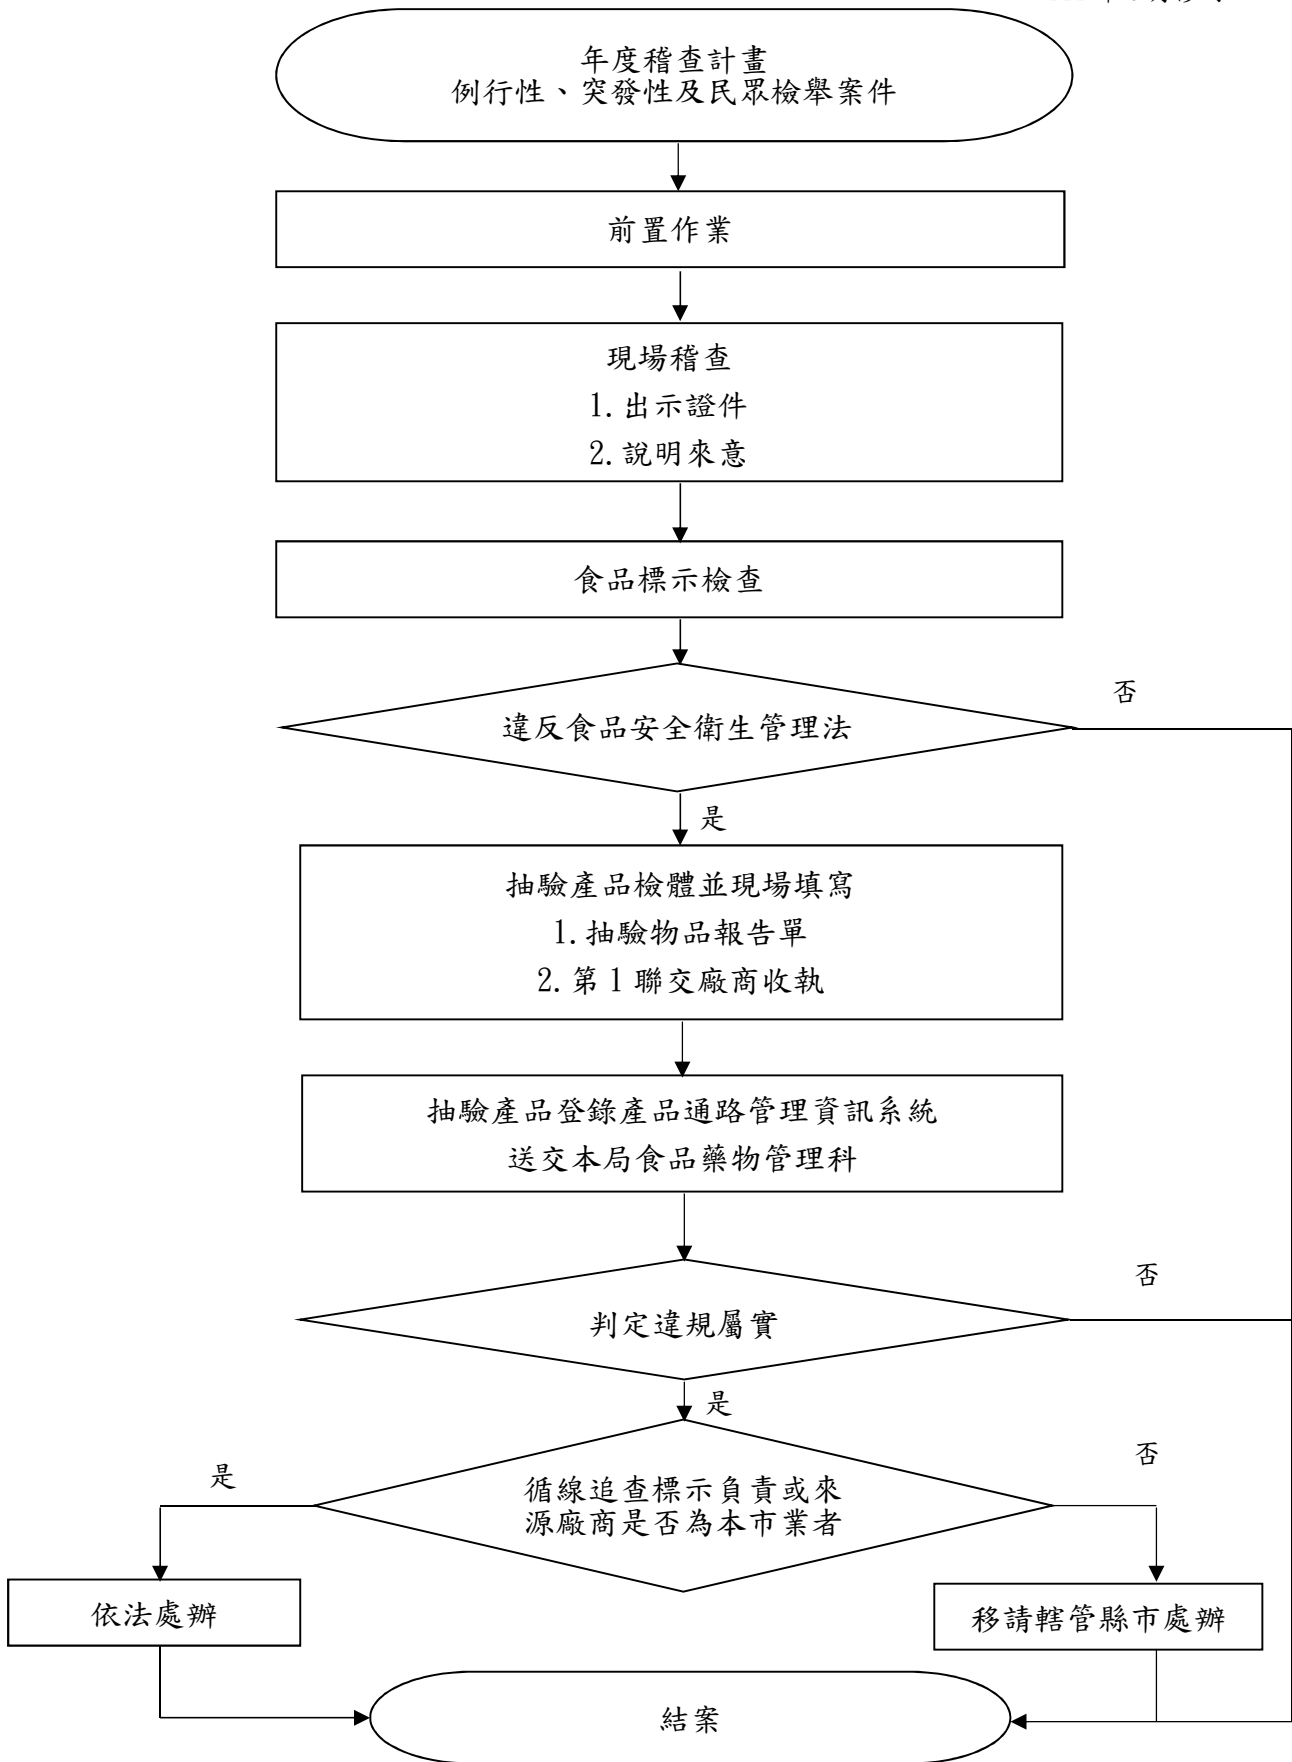 年度稽查計畫
例行性、突發性及民眾檢舉案件
前置作業
現場稽查
1.出示證件
2.說明來意
食品標示檢查
違反食品安全衛生管理法
否
是
抽驗產品檢體並現場填寫
1.抽驗物品報告單
2.第1聯交廠商收執
抽驗產品登錄產品通路管理資訊系統
送交本局食品藥物管理科
判定違規屬實
否
是
循線追查標示負責或來
源廠商是否為本市業者
是
否
依法處辦
移請轄管縣市處辦
結案